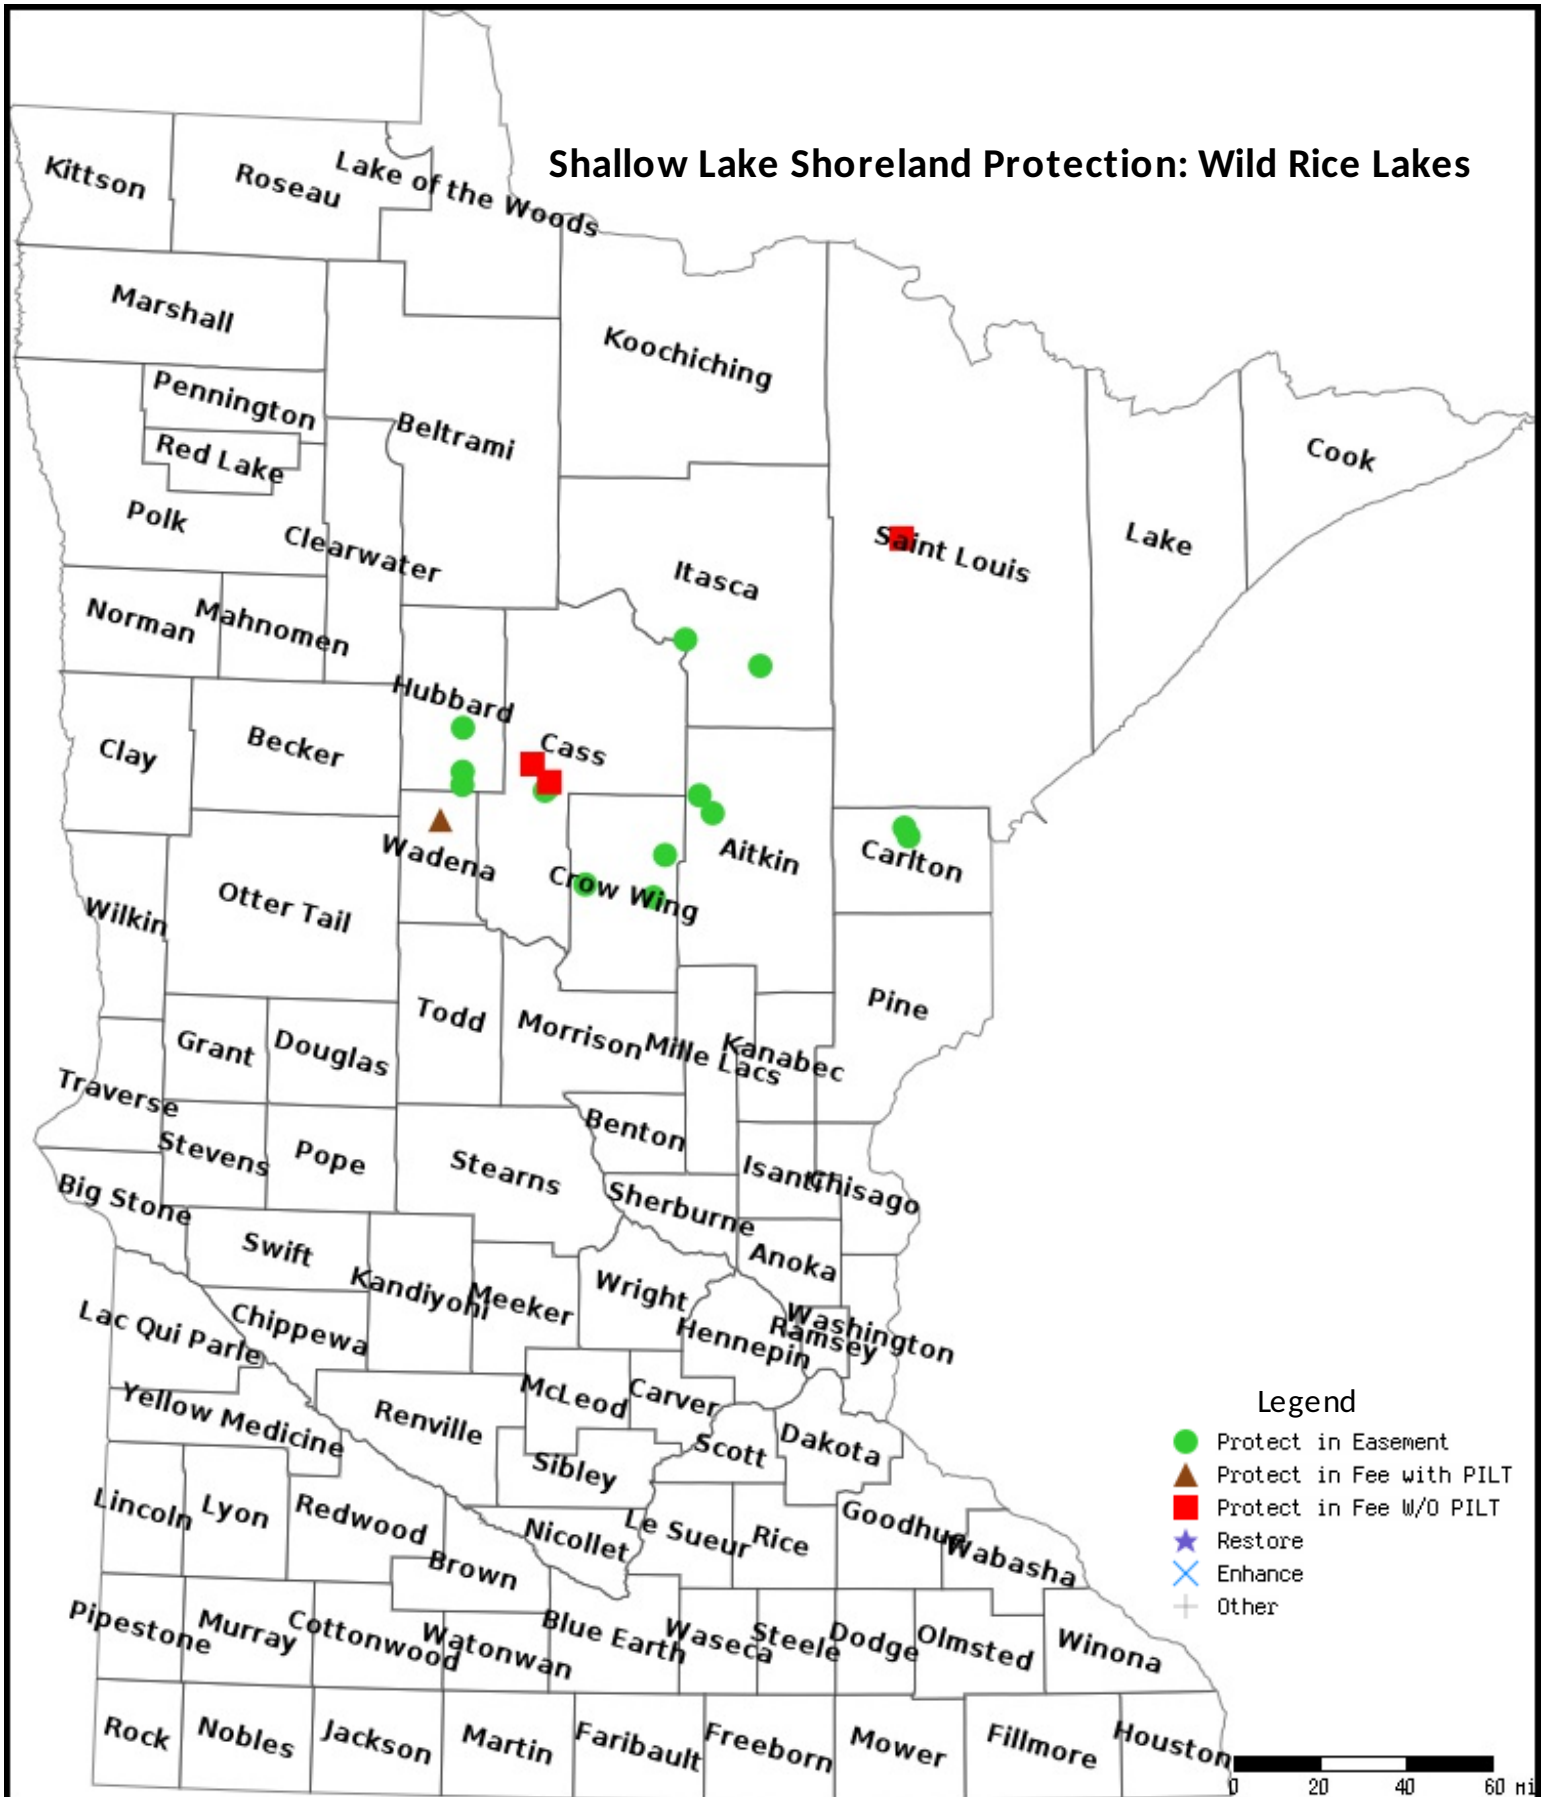 Shallow Lake Shoreland Protection: Wild Rice Lakes
Kittson
Roseau
Lake of the Woods
Marshall
Koochiching
Pennington
Beltrami
Red Lake
Cook
Polk
Clearwater
Saint Louis
Lake
Itasca
Norman
Mahnomen
Hubbard
Clay
Becker
Cass
Wadena
Aitkin
Carlton
Otter Tail
Crow Wing
Wilkin
Pine
Todd
Morrison
Mille Lacs
Kanabec
Grant
Douglas
Traverse
Benton
Stevens
Pope
Stearns
Isanti
Chisago
Big Stone
Sherburne
Swift
Anoka
Kandiyohi
Meeker
Wright
Washington
Ramsey
Hennepin
Lac Qui Parle
Chippewa
McLeod
Carver
Yellow Medicine
Renville
Scott
Dakota
Sibley
Lincoln
Lyon
Redwood
Nicollet
Le Sueur
Rice
Goodhue
Wabasha
Brown
Pipestone
Murray
Cottonwood
Watonwan
Blue Earth
Waseca
Steele
Dodge
Olmsted
Winona
Rock
Nobles
Jackson
Martin
Faribault
Freeborn
Mower
Fillmore
Houston
Legend
Protect in Easement
Protect in Fee with PILT
Protect in Fee W/O PILT
Restore
Enhance
Other
0 20 40 60 mi